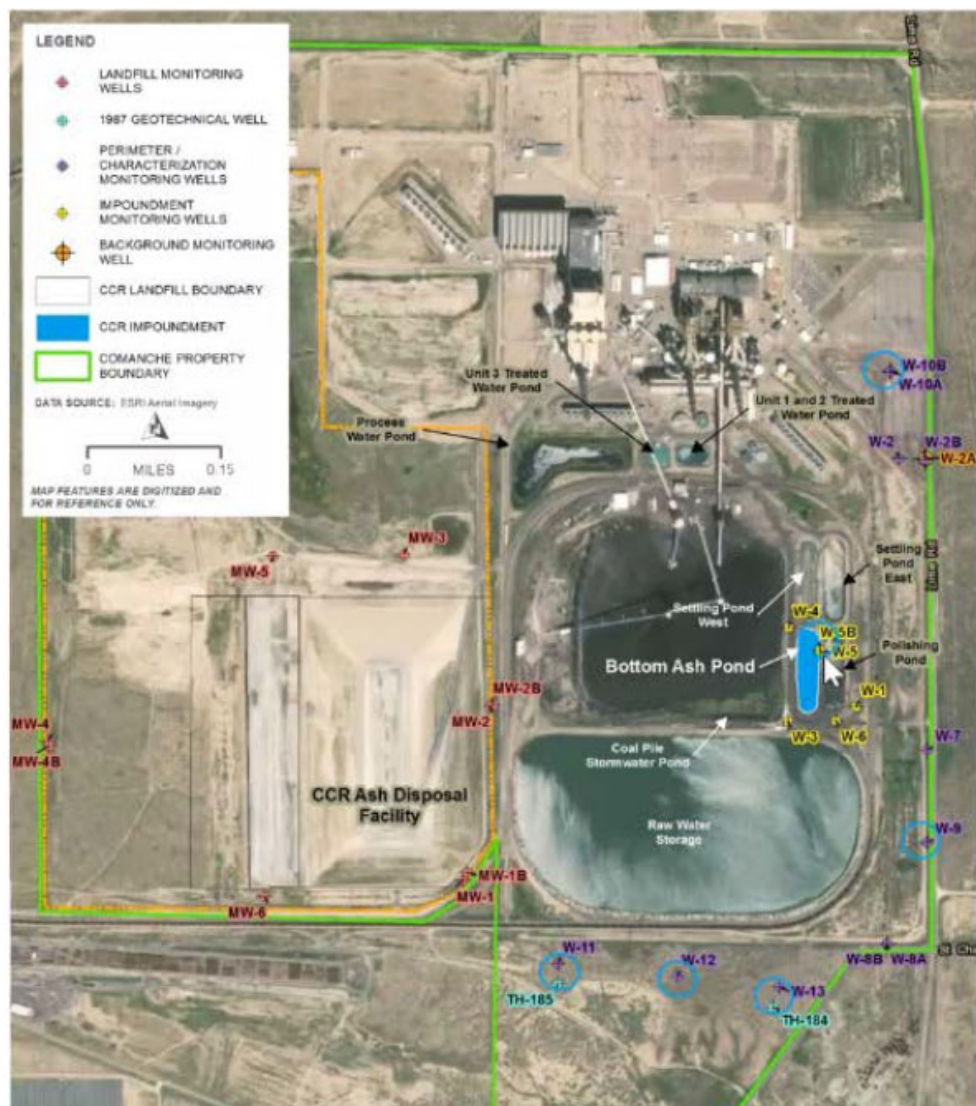 LEGEND
LANDFILL MONITORING
WELLS
1987 GEOTECHNICAL WELL
PERIMETER /
CHARACTERIZATION
MONITORING WELLS
IMPOUNDMENT
MONITORING WELLS
BACKGROUND MONITORING
WELL
CCR LANDFILL BOUNDARY
CCR IMPOUNDMENT
COMANCHE PROPERTY
BOUNDARY
DATA SOURCE: ESRI Aerial Imagery
0 0.15
MILES
MAP FEATURES ARE DIGITIZED AND
FOR REFERENCE ONLY.
W-10B
W-10A
Unit 3 Treated
Water Pond
Unit 1 and 2 Treated
Water Pond
Process
Water Pond
W-2
W-2B
W-2A
MW-3
MW-5
Settling
Pond
East
Settling Pond
West
W-4
W-5B
W-5
Polishing
Pond
Bottom Ash Pond
MW-2B
MW-2
W-1
W-3
W-6
MW-4
MW-4B
W-7
Coal Pile
Stormwater Pond
CCR Ash Disposal
Facility
Raw Water
Storage
W-9
MW-1B
MW-1
MW-6
W-8B
W-8A
St. Cha
W-11
W-12
TH-185
W-13
TH-184